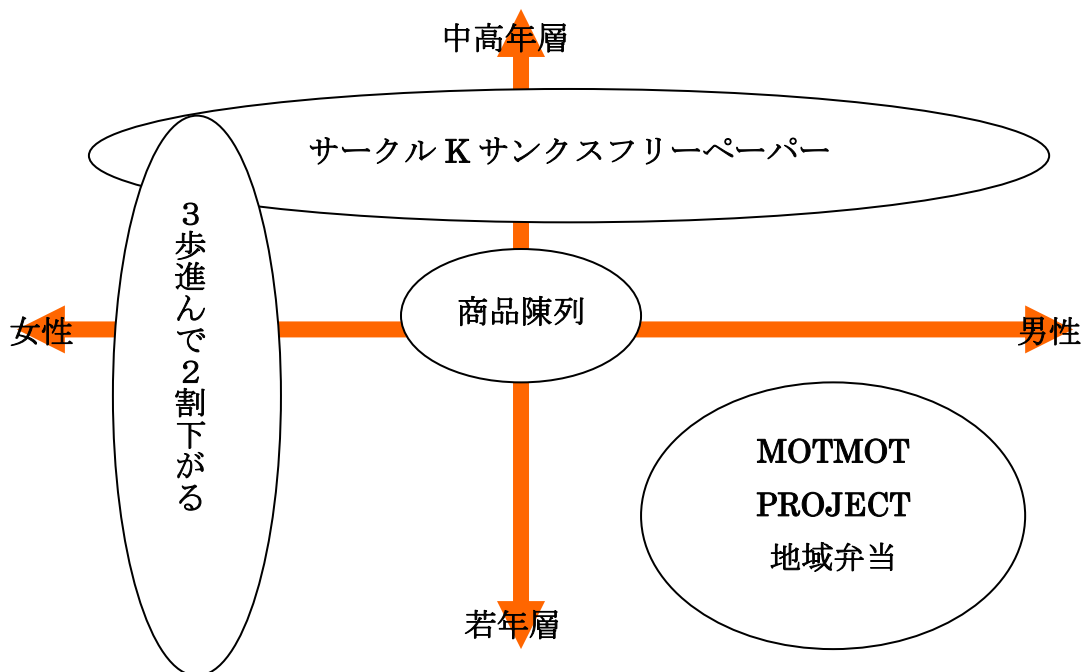 中高年層
サークル K サンクスフリーペーパー
３歩進んで２割下がる
商品陳列
女性
男性
MOTMOT
PROJECT
地域弁当
若年層